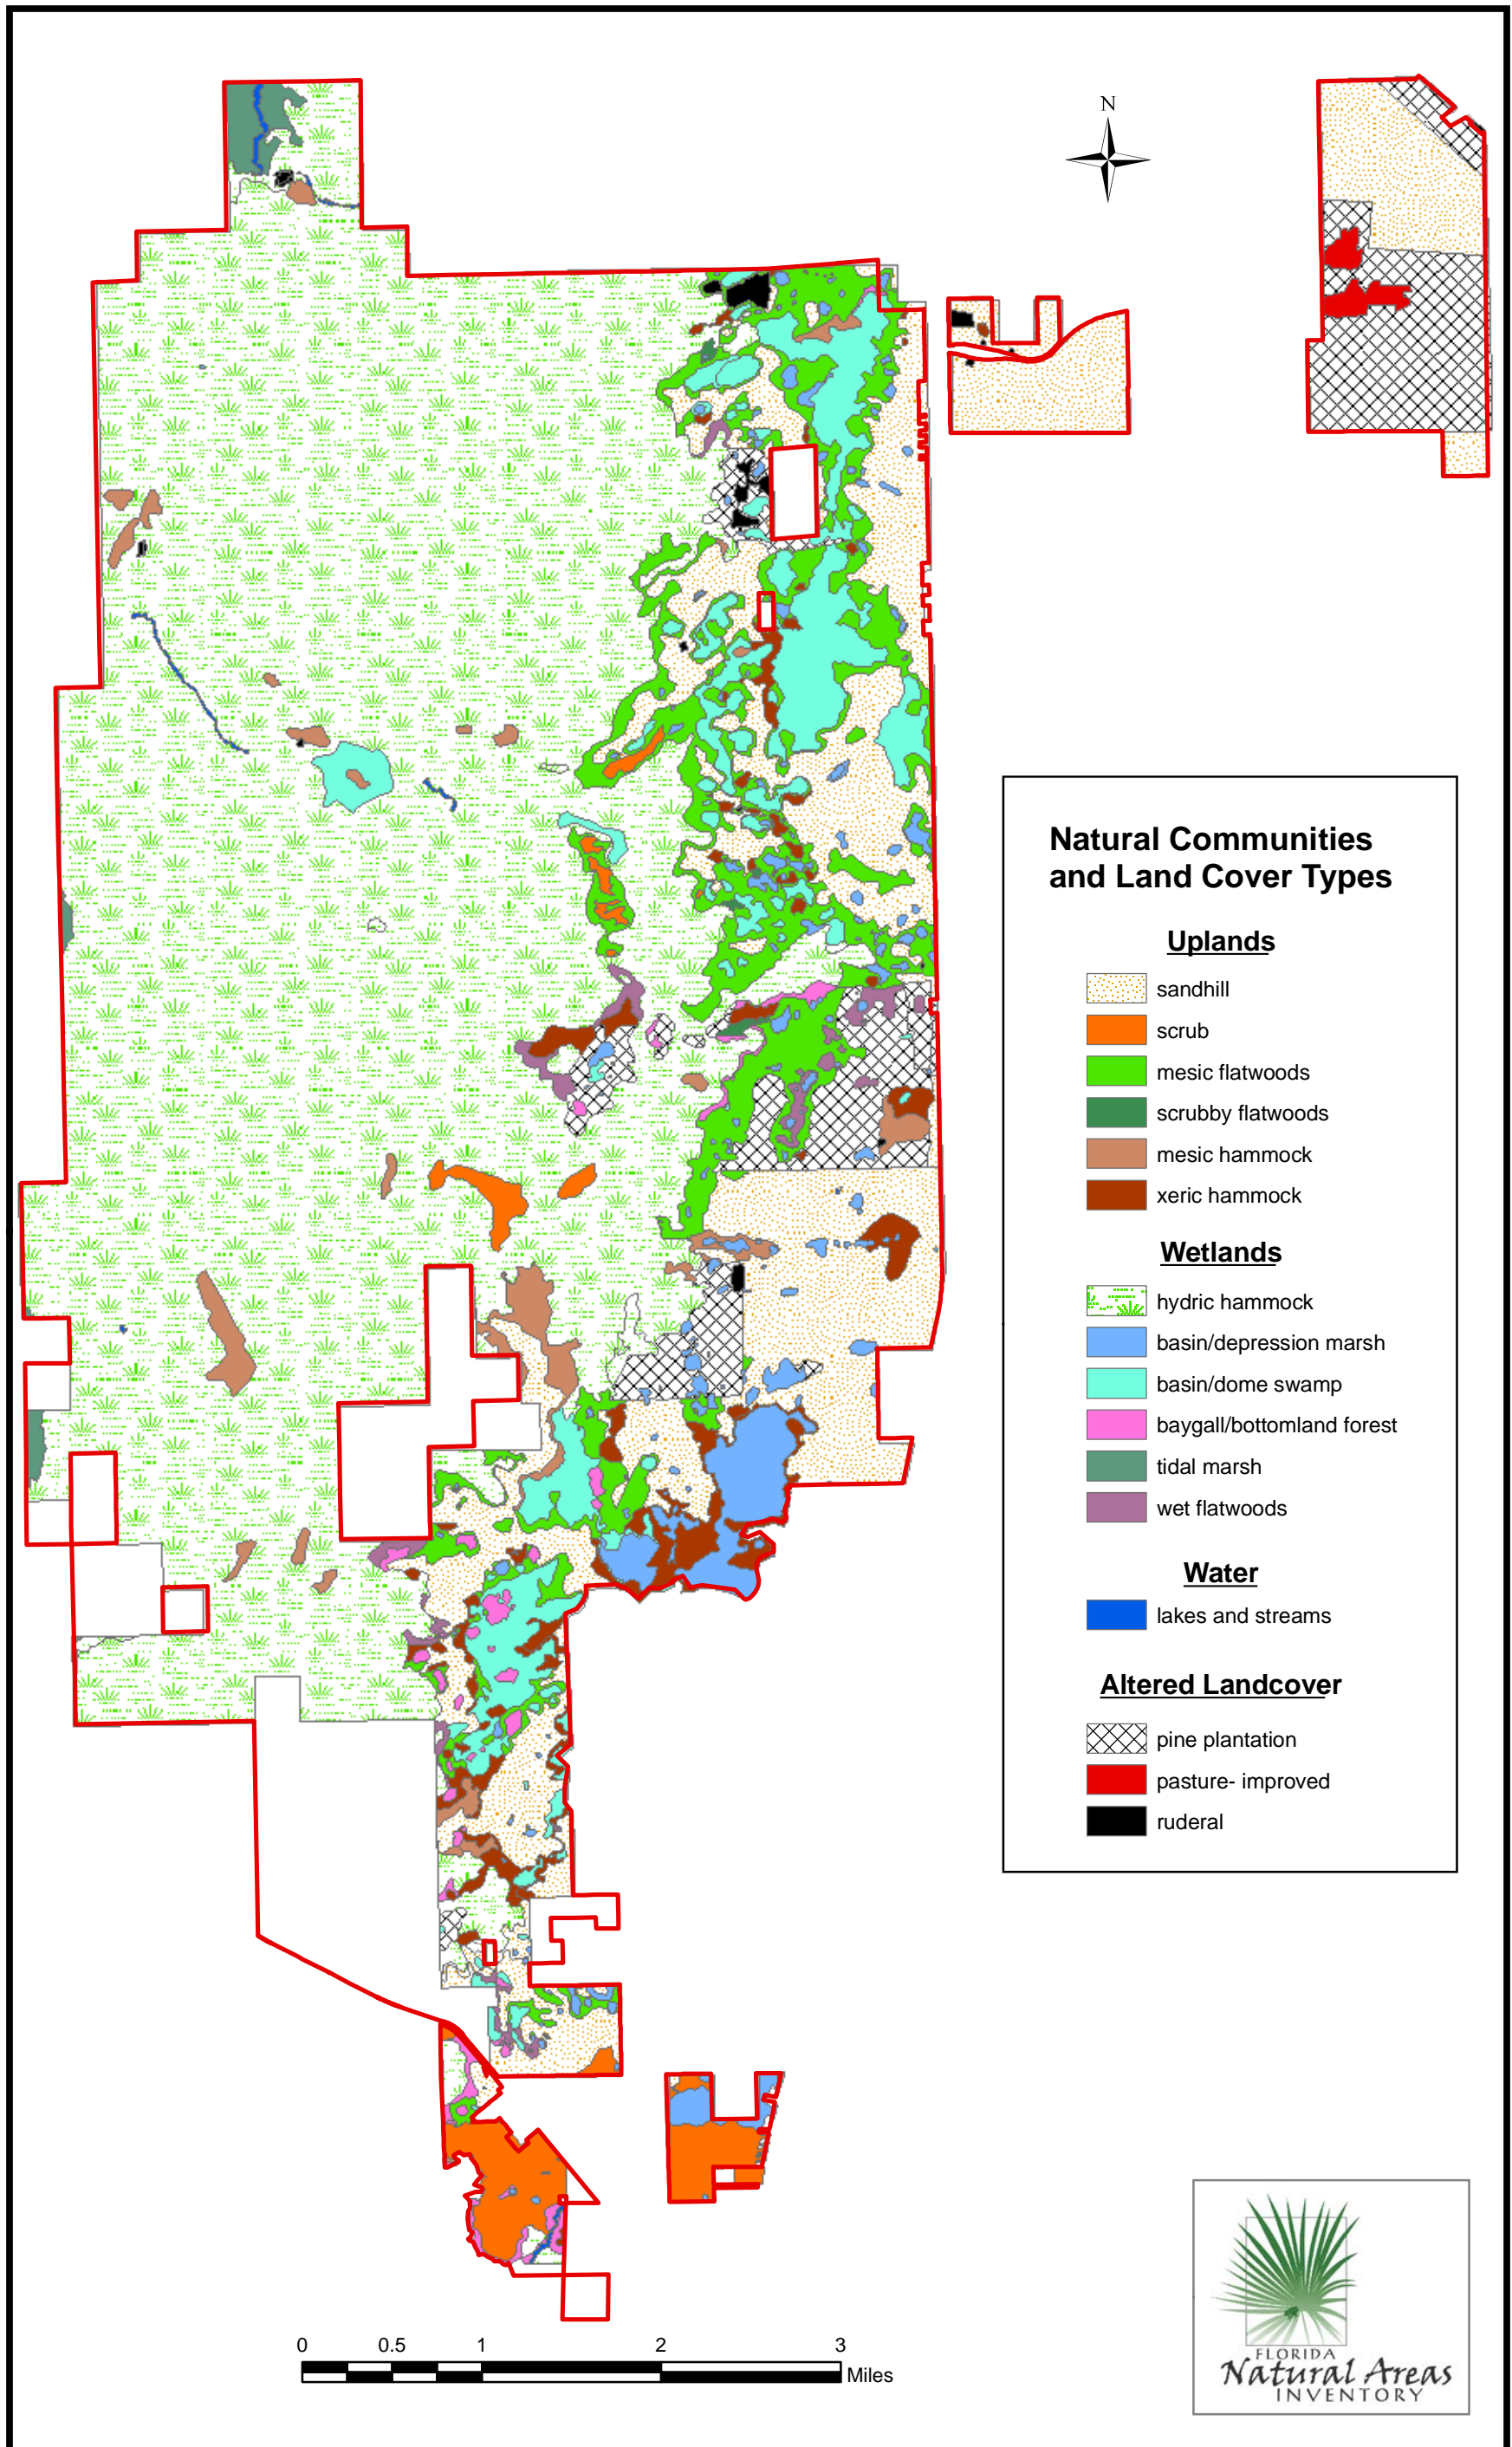 N
Natural Communities
and Land Cover Types
Uplands
sandhill
scrub
mesic flatwoods
scrubby flatwoods
mesic hammock
xeric hammock
Wetlands
hydric hammock
basin/depression marsh
basin/dome swamp
baygall/bottomland forest
tidal marsh
wet flatwoods
Water
lakes and streams
Altered Landcover
pine plantation
pasture- improved
ruderal
0 0.5 1 2 3
Miles
FLORIDA
Natural Areas
INVENTORY